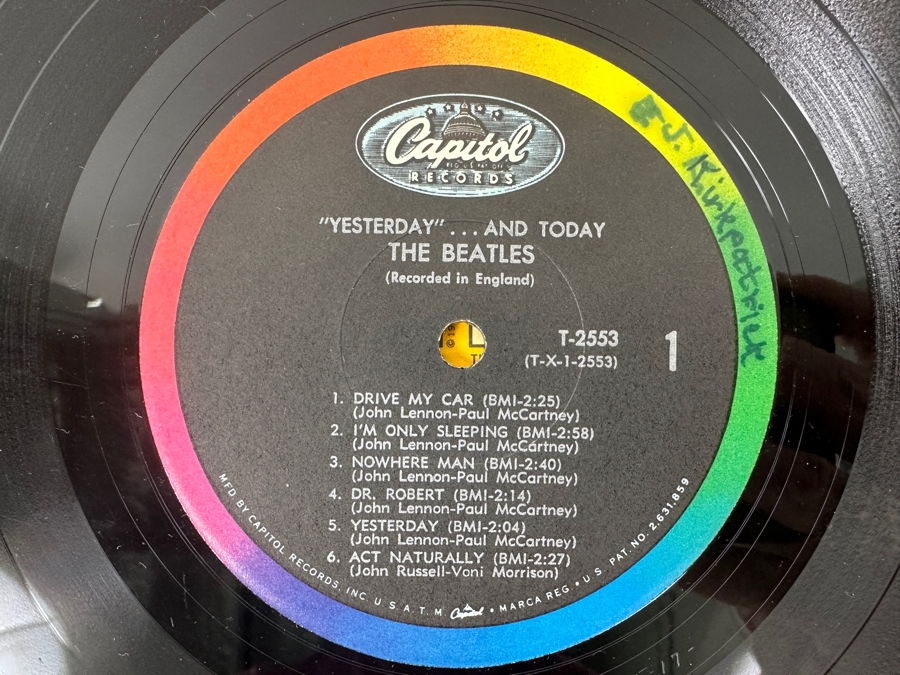 Capitol
REG. U.S. PAT. OFF.
RECORDS
"YESTERDAY"...AND TODAY
THE BEATLES
(Recorded in England)
T-2553
(T-X-1-2553)
1
1. DRIVE MY CAR (BMI-2:25)
(John Lennon-Paul McCartney)
2. I'M ONLY SLEEPING (BMI-2:58)
(John Lennon-Paul McCartney)
3. NOWHERE MAN (BMI-2:40)
(John Lennon-Paul McCartney)
4. DR. ROBERT (BMI-2:14)
(John Lennon-Paul McCartney)
5. YESTERDAY (BMI-2:04)
(John Lennon-Paul McCartney)
6. ACT NATURALLY (BMI-2:27)
(John Russell-Voni Morrison)
MFD BY CAPITOL RECORDS, INC. U S A T. M. Capitol • MARCA REG • U.S. PAT. NO. 2,631,859
J. Kirkpatrick